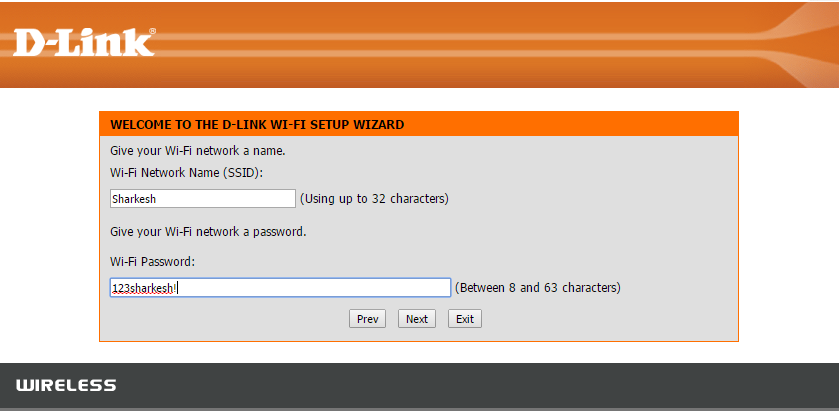 D-Link®
WELCOME TO THE D-LINK WI-FI SETUP WIZARD
Give your Wi-Fi network a name.
Wi-Fi Network Name (SSID):
Sharkesh (Using up to 32 characters)
Give your Wi-Fi network a password.
Wi-Fi Password:
123sharkesh! (Between 8 and 63 characters)
Prev Next Exit
WIRELESS